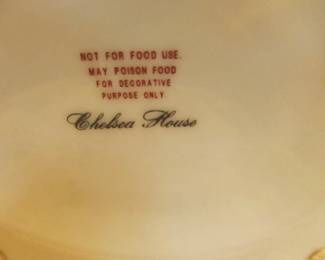 NOT FOR FOOD USE.
MAY POISON FOOD
FOR DECORATIVE
PURPOSE ONLY
Chelsea House